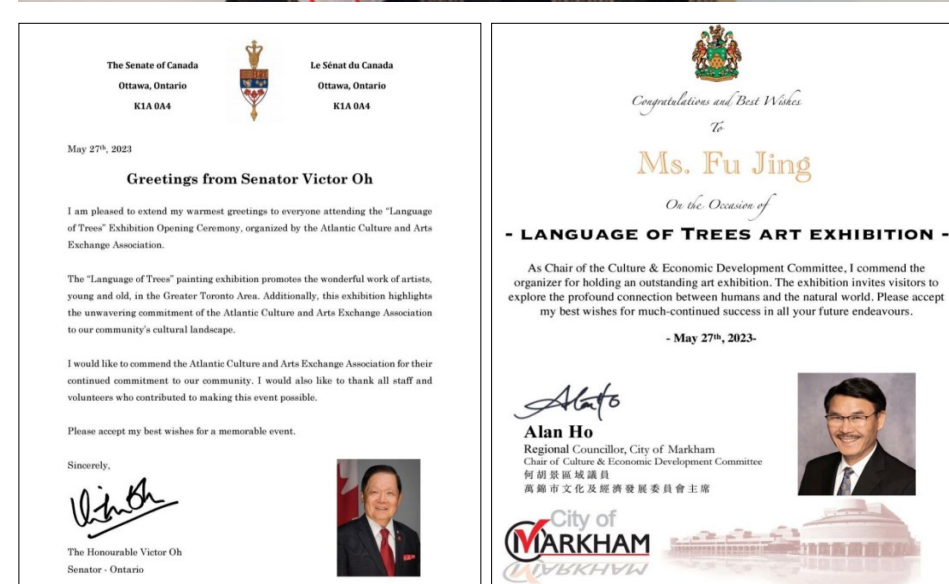 The Senate of Canada
Ottawa, Ontario
K1A 0A4
Le Sénat du Canada
Ottawa, Ontario
K1A 0A4
May 27th, 2023
Greetings from Senator Victor Oh
I am pleased to extend my warmest greetings to everyone attending the “Language
of Trees” Exhibition Opening Ceremony, organized by the Atlantic Culture and Arts
Exchange Association.
The “Language of Trees” painting exhibition promotes the wonderful work of artists,
young and old, in the Greater Toronto Area. Additionally, this exhibition highlights
the unwavering commitment of the Atlantic Culture and Arts Exchange Association
to our community’s cultural landscape.
I would like to commend the Atlantic Culture and Arts Exchange Association for their
continued commitment to our community. I would also like to thank all staff and
volunteers who contributed to making this event possible.
Please accept my best wishes for a memorable event.
Sincerely,
The Honourable Victor Oh
Senator - Ontario
Congratulations and Best Wishes
To
Ms. Fu Jing
On the Occasion of
- LANGUAGE OF TREES ART EXHIBITION -
As Chair of the Culture & Economic Development Committee, I commend the
organizer for holding an outstanding art exhibition. The exhibition invites visitors to
explore the profound connection between humans and the natural world. Please accept
my best wishes for much-continued success in all your future endeavours.
- May 27th, 2023-
Alan Ho
Regional Councillor, City of Markham
Chair of Culture & Economic Development Committee
何胡景區域議員
萬錦市文化及經濟發展委員會主席
City of
MARKHAM